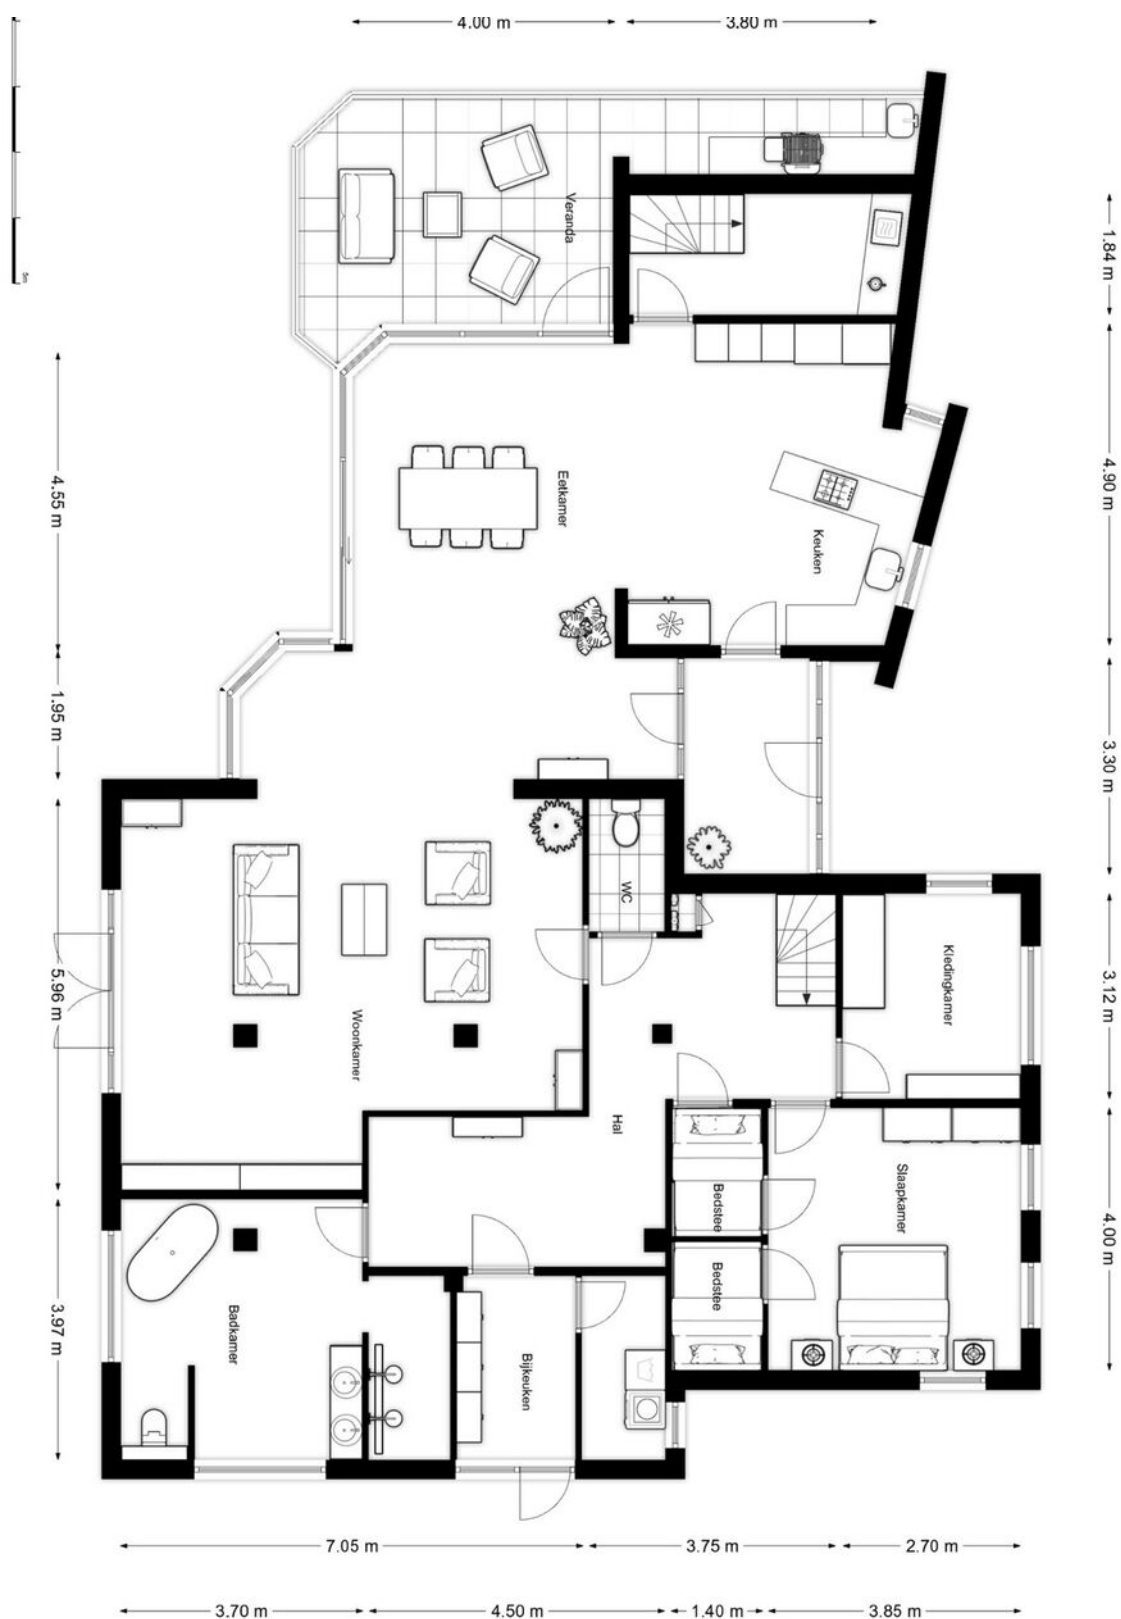 4.00 m
3.80 m
5m
Veranda
1.84 m
4.55 m
Eetkamer
Keuken
4.90 m
1.95 m
3.30 m
WC
5.96 m
Woonkamer
Kledingkamer
3.12 m
Hal
Bedstee
Slaapkamer
4.00 m
Bedstee
Badkamer
3.97 m
Bijkeuken
7.05 m
3.75 m
2.70 m
3.70 m
4.50 m
1.40 m
3.85 m